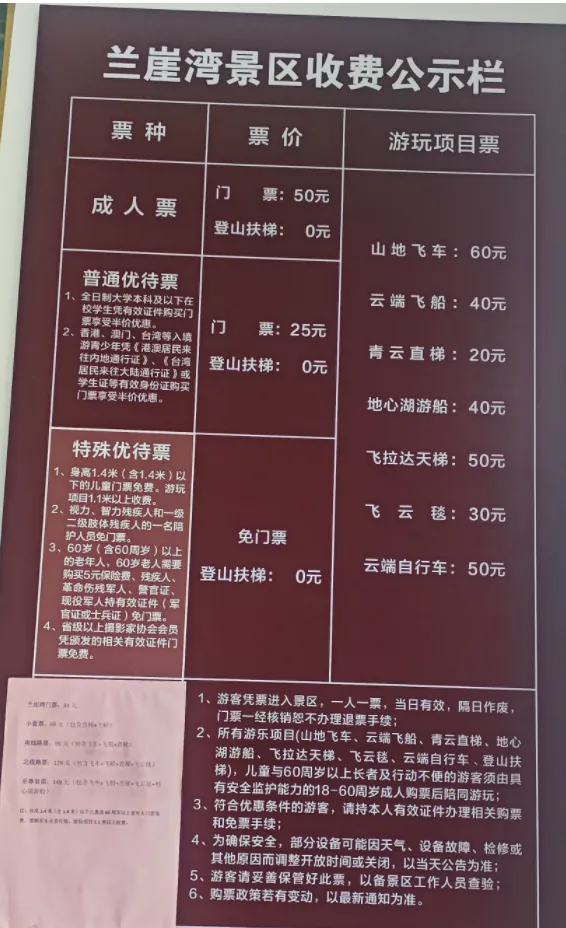 兰崖湾景区收费公示栏
票种
票价
游玩项目票
成人票
门 票：50元
登山扶梯： 0元
普通优待票
1、全日制大学本科及以下在
校学生凭有效证件购买门
票享受半价优惠。
2、香港、澳门、台湾等入境
游青少年凭《港澳居民来
往内地通行证》、《台湾
居民来往大陆通行证》或
学生证等有效身份证购买
门票享受半价优惠。
门 票：25元
登山扶梯： 0元
特殊优待票
1、身高1.4米（含1.4米）以
下的儿童门票免费。游玩
项目1.1米以上收费。
2、视力、智力残疾人和一级
二级肢体残疾人的一名陪
护人员免门票。
3、60岁（含60周岁）以上
的老年人，60岁老人需要
购买5元保险费、残疾人、
革命伤残军人、警官证、
现役军人持有效证件（军
官证或士兵证）免门票。
4、省级以上摄影家协会会员
凭颁发的相关有效证件门
票免费。
免门票
登山扶梯： 0元
山地飞车：60元
云端飞船：40元
青云直梯：20元
地心湖游船：40元
飞拉达天梯：50元
飞云毯：30元
云端自行车：50元
兰崖湾门票：
1、游客凭票进入景区，一人一票，当日有效，隔日作废，
门票一经核销恕不办理退票手续；
2、所有游乐项目(山地飞车、云端飞船、青云直梯、地心
湖游船、飞拉达天梯、飞云毯、云端自行车、登山扶
梯)，儿童与60周岁以上长者及行动不便的游客须由具
有安全监护能力的18-60周岁成人购票后陪同游玩；
3、符合优惠条件的游客，请持本人有效证件办理相关购票
和免票手续；
4、为确保安全，部分设备可能因天气、设备故障、检修或
其他原因而调整开放时间或关闭，以当天公告为准；
5、游客请妥善保管好此票，以备景区工作人员查验；
6、购票政策若有变动，以最新通知为准。